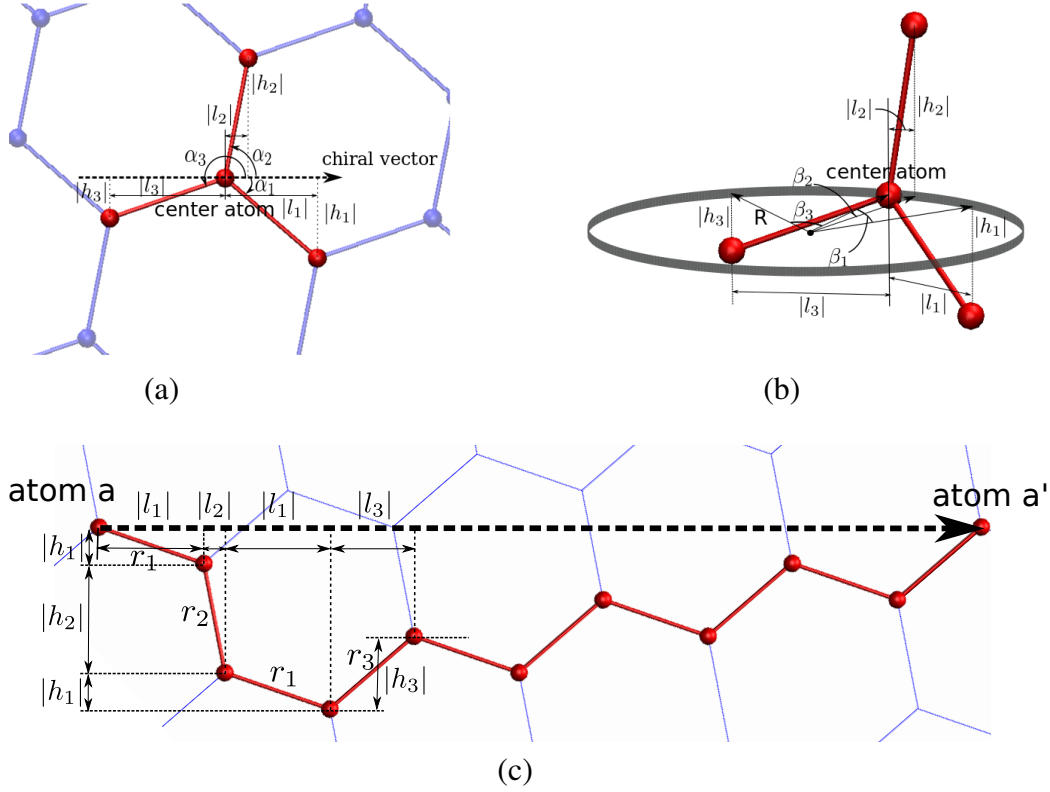 |h₂|
|l₂|
α₃
α₂
chiral vector
α₁
|h₃|
|l₃|
center atom
|l₁|
|h₁|
(a)
|l₂|
|h₂|
center atom
β₂
|h₃|
R
β₃
|h₁|
β₁
|l₃|
|l₁|
(b)
atom a
|l₁|
|l₂|
|l₁|
|l₃|
atom a'
|h₁|
r₁
|h₂|
r₂
r₁
r₃
|h₁|
|h₃|
(c)